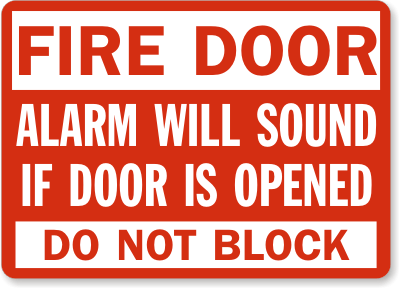 FIRE DOOR
ALARM WILL SOUND
IF DOOR IS OPENED
DO NOT BLOCK